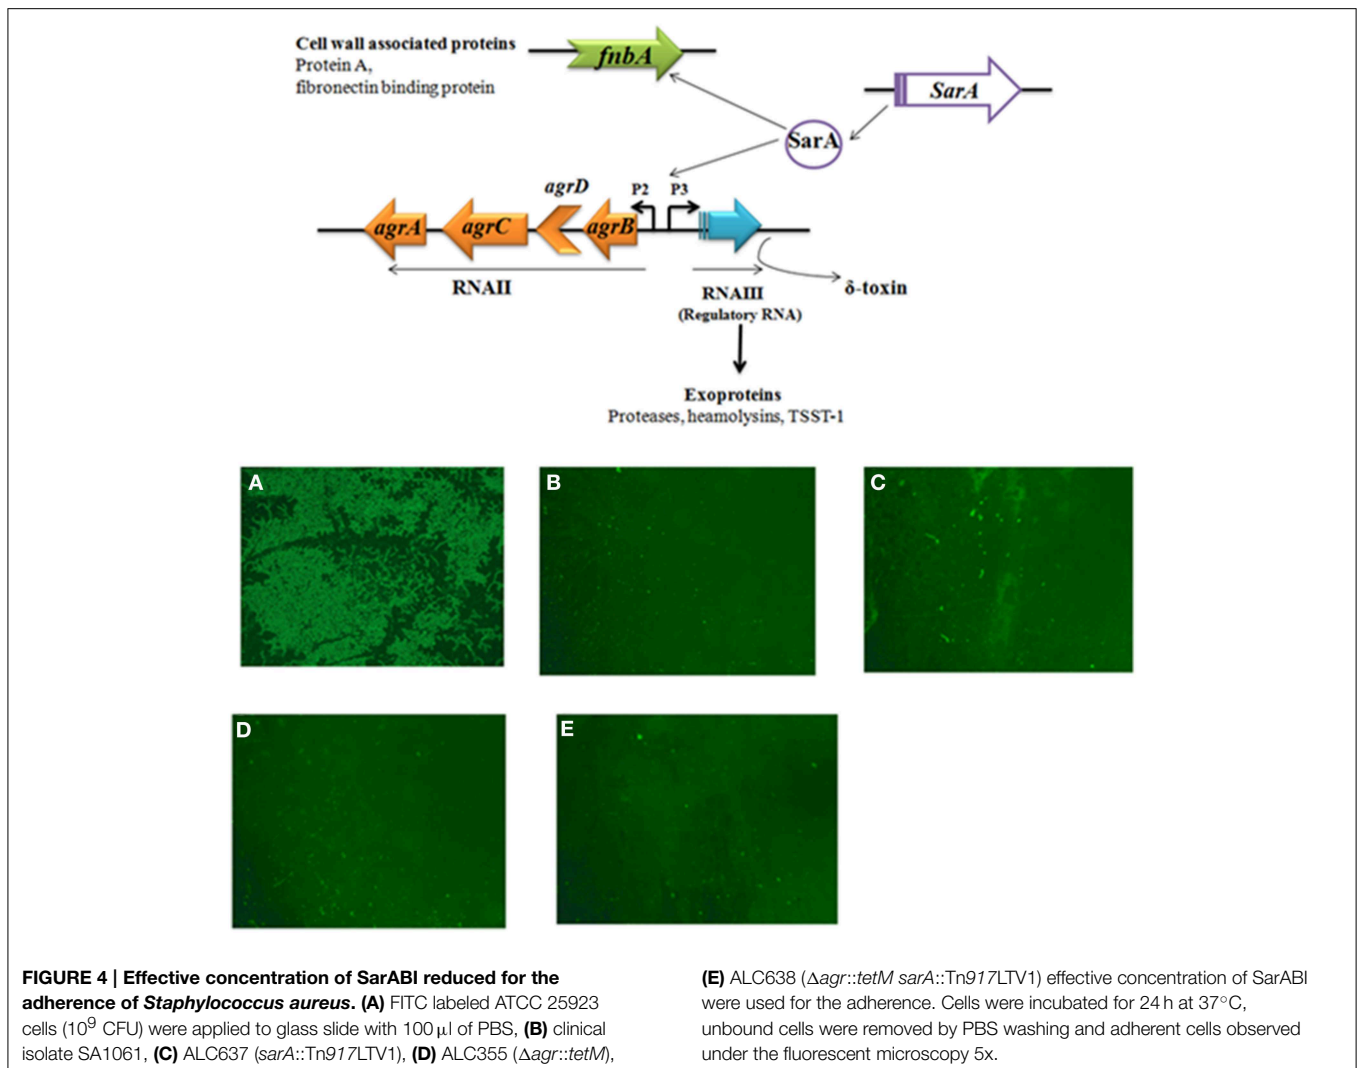 Cell wall associated proteins
Protein A,
fibronectin binding protein
fnbA
SarA
SarA
agrD
P2
P3
agrA
agrC
agrB
RNAII
RNAIII
(Regulatory RNA)
δ-toxin
Exoproteins
Proteases, heamolysins, TSST-1
A
B
C
D
E
FIGURE 4 | Effective concentration of SarABI reduced for the
adherence of Staphylococcus aureus. (A) FITC labeled ATCC 25923
cells (10⁹ CFU) were applied to glass slide with 100 μl of PBS, (B) clinical
isolate SA1061, (C) ALC637 (sarA::Tn917LTV1), (D) ALC355 (Δagr::tetM),
(E) ALC638 (Δagr::tetM sarA::Tn917LTV1) effective concentration of SarABI
were used for the adherence. Cells were incubated for 24 h at 37°C,
unbound cells were removed by PBS washing and adherent cells observed
under the fluorescent microscopy 5x.